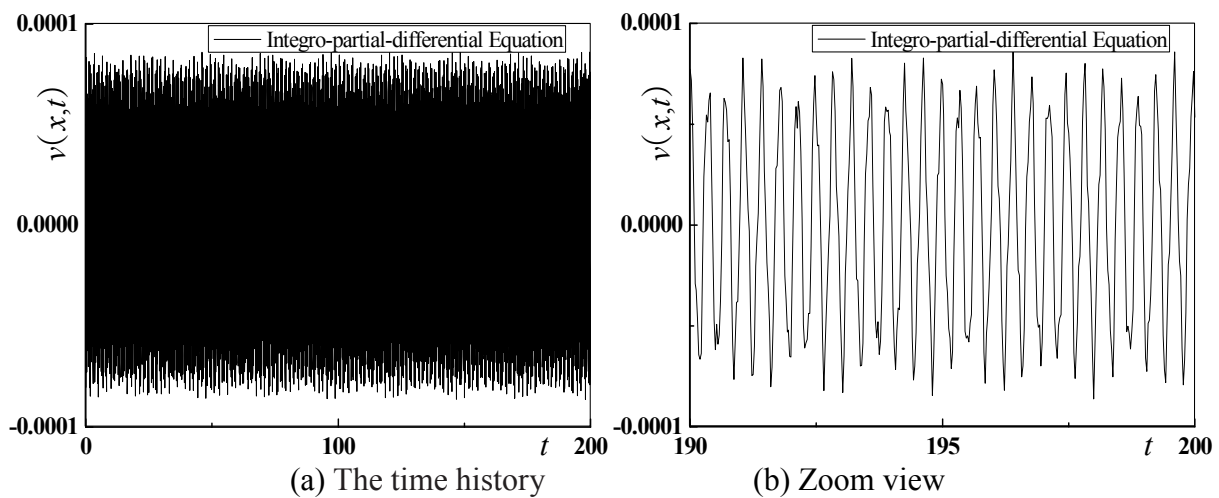 0.0001
Integro-partial-differential Equation
v(x,t)
0.0000
-0.0001
0
100
t
200
(a) The time history
0.0001
Integro-partial-differential Equation
v(x,t)
0.0000
-0.0001
190
195
t
200
(b) Zoom view